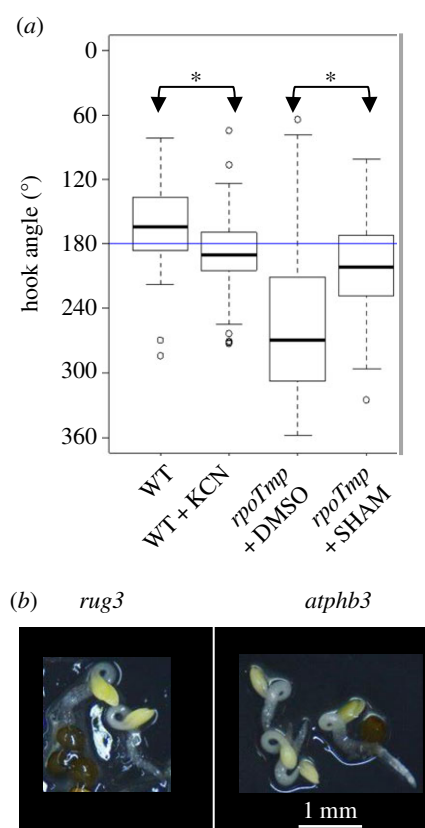 (a)
0
60
120
180
240
300
360
hook angle (°)
* *
WT
WT + KCN
rpoTmp
+ DMSO
rpoTmp
+ SHAM
(b) rug3 atphb3
1 mm